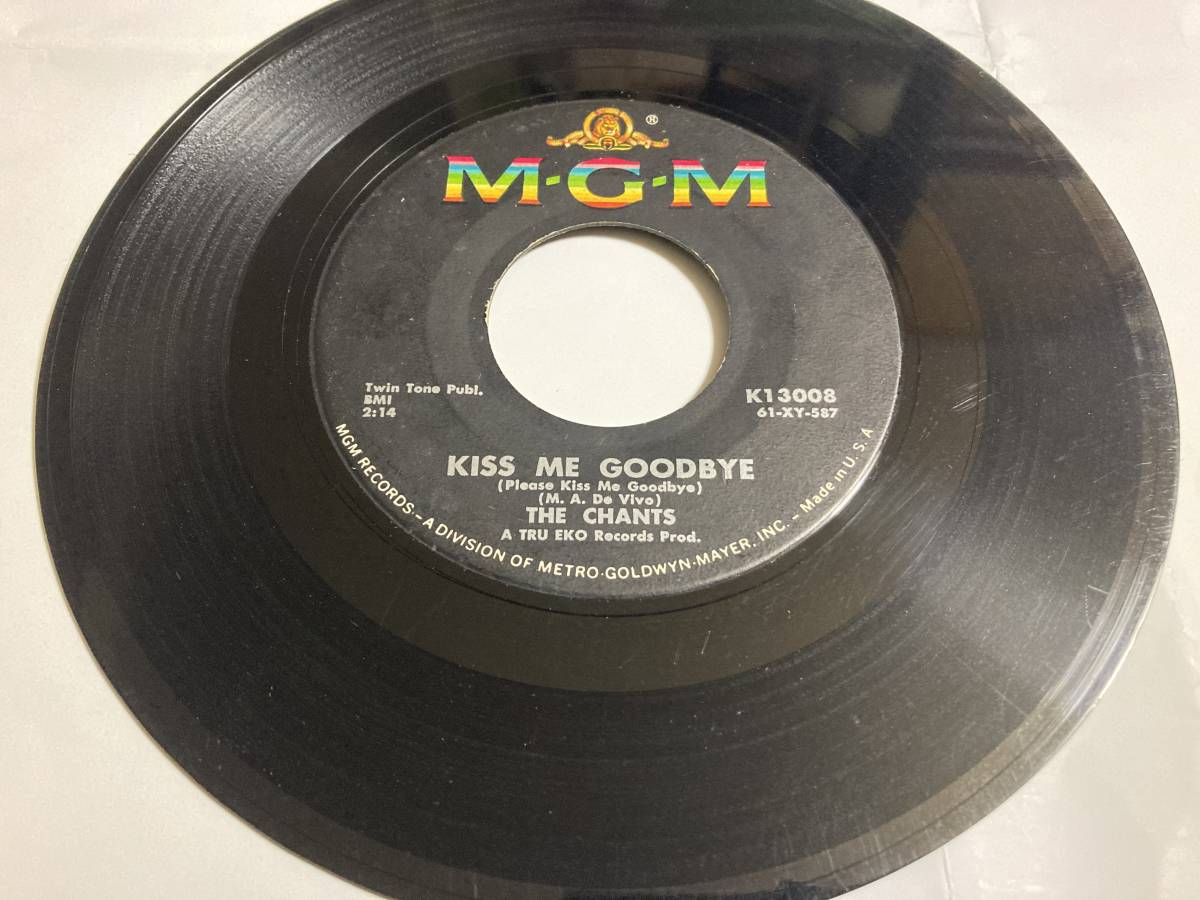 ®
M-G-M
Twin Tone Publ.
BMI
2:14
K13008
61-XY-587
KISS ME GOODBYE
(Please Kiss Me Goodbye)
(M. A. De Vivo)
THE CHANTS
A TRU EKO Records Prod.
MGM RECORDS - A DIVISION OF METRO-GOLDWYN-MAYER, INC. - Made in U. S. A